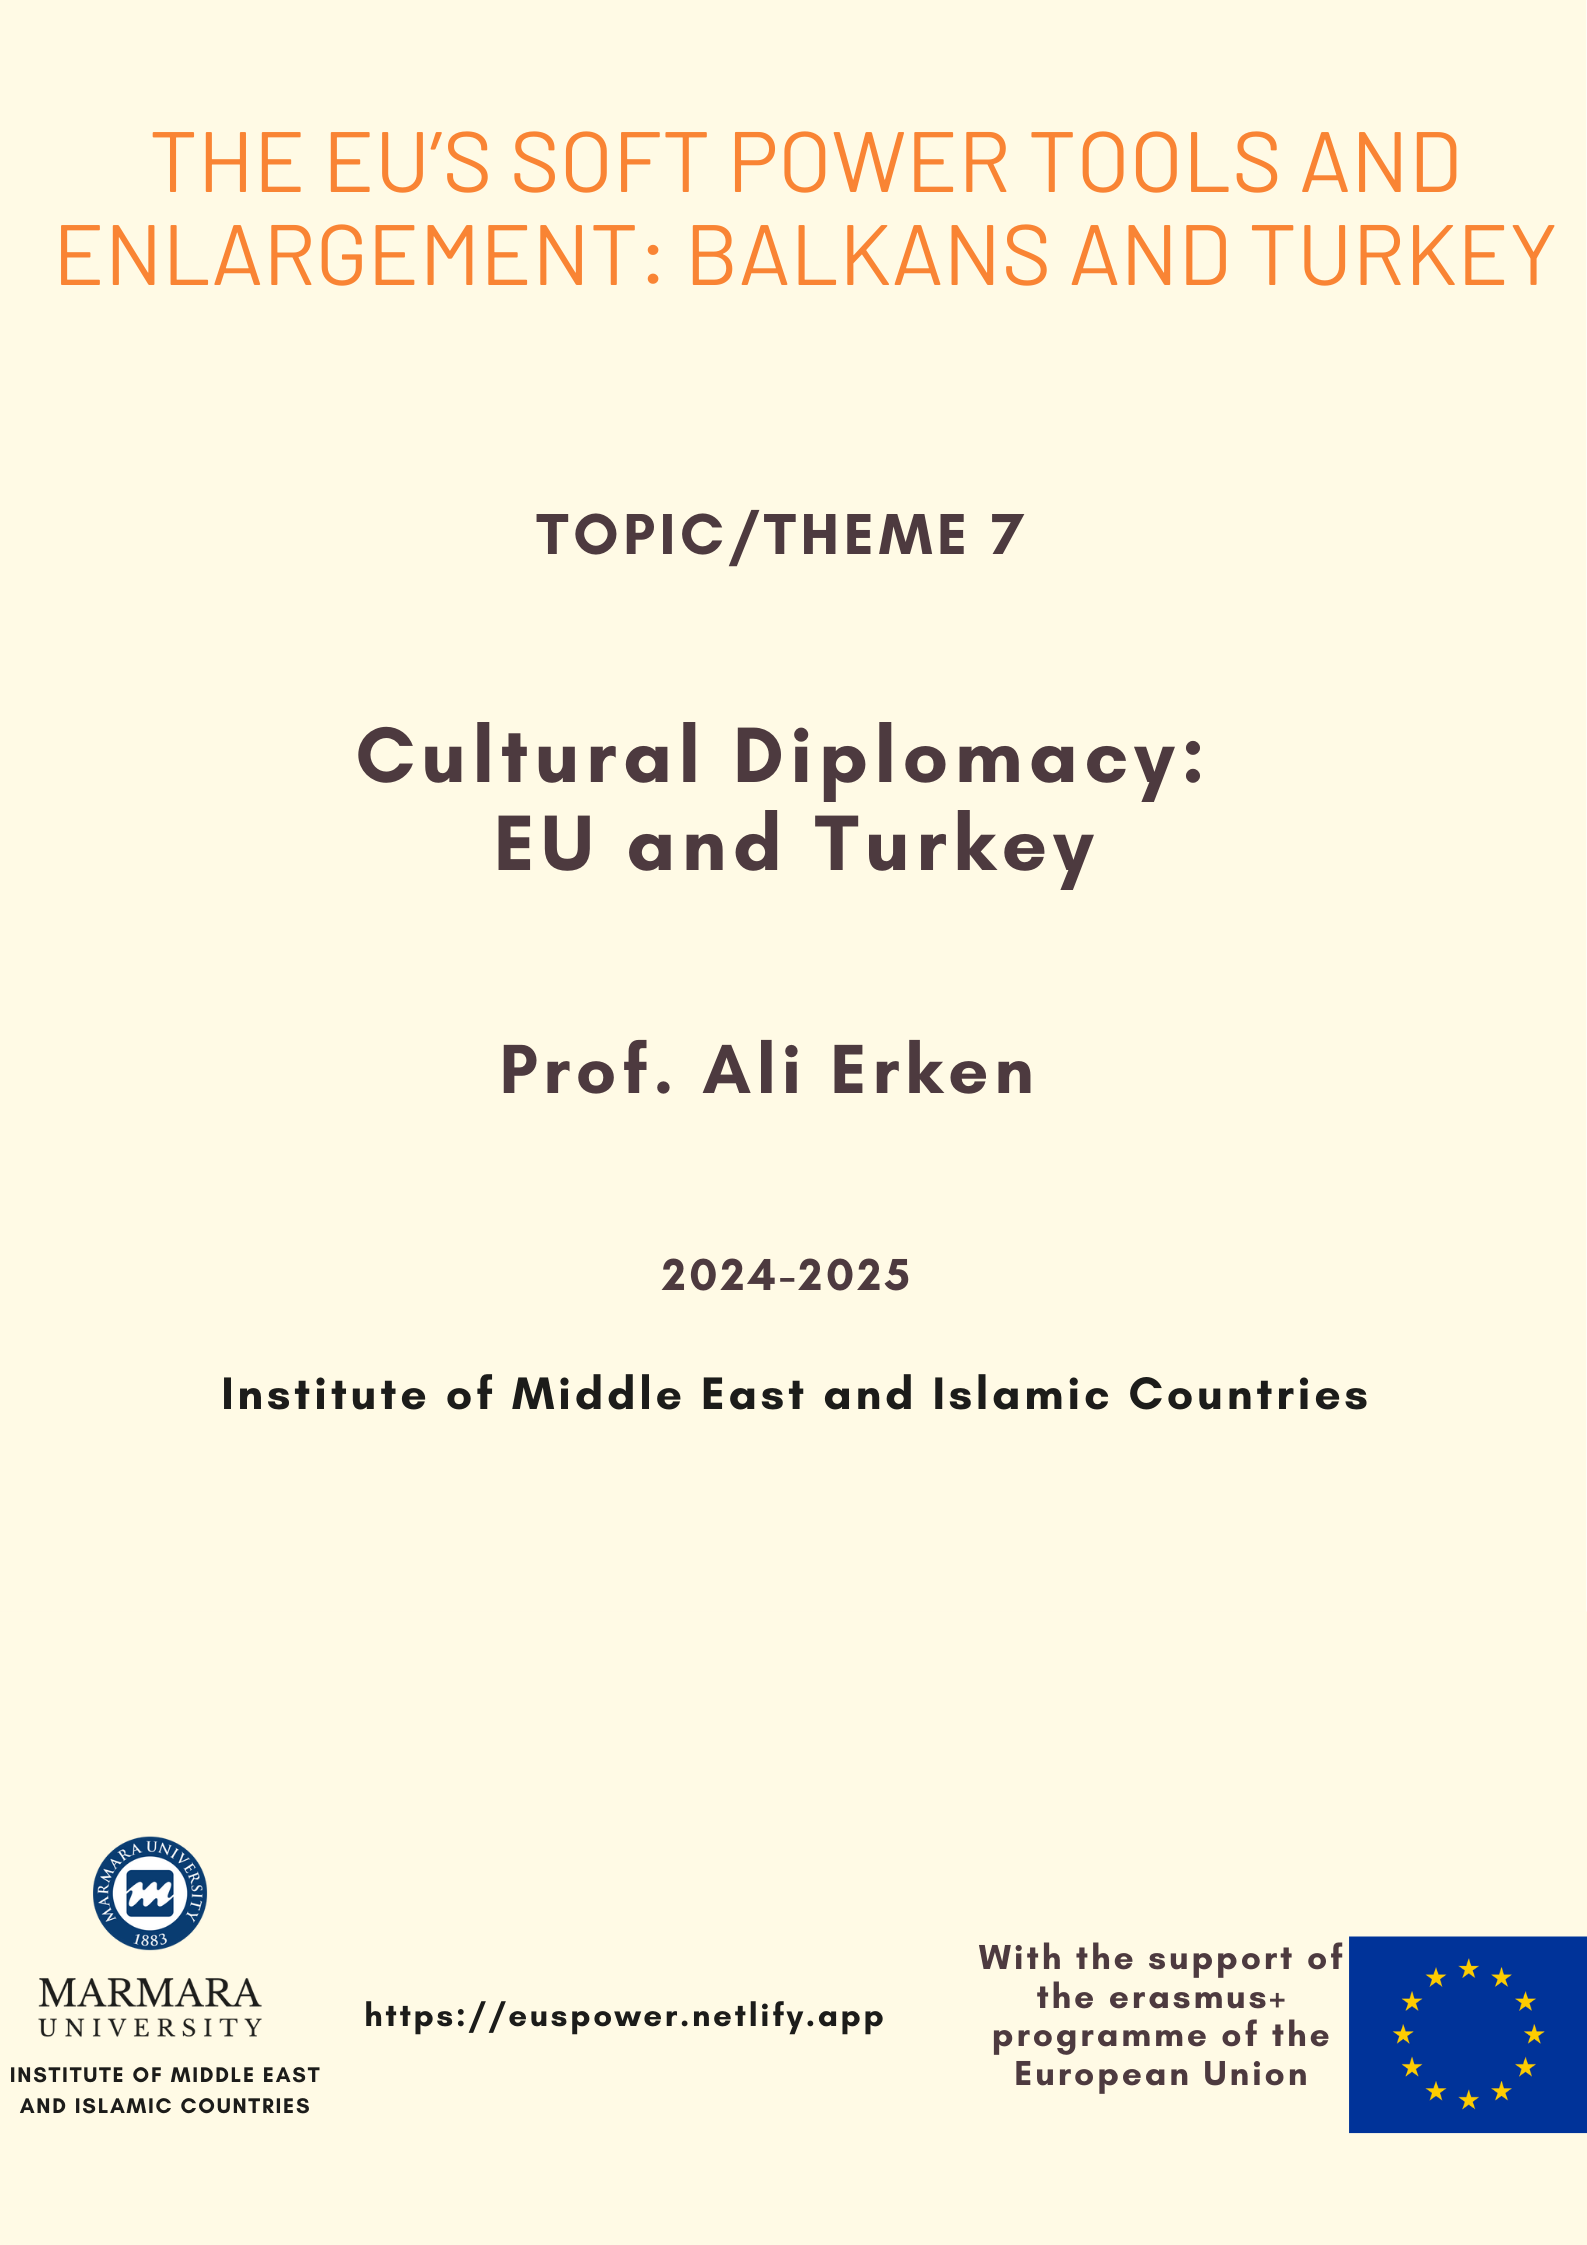 THE EU’S SOFT POWER TOOLS AND
ENLARGEMENT: BALKANS AND TURKEY
TOPIC/THEME 7
Cultural Diplomacy:
EU and Turkey
Prof. Ali Erken
2024-2025
Institute of Middle East and Islamic Countries
MARMARA UNIVERSITY
1883
m
MARMARA
UNIVERSITY
INSTITUTE OF MIDDLE EAST
AND ISLAMIC COUNTRIES
https://euspower.netlify.app
With the support of
the erasmus+
programme of the
European Union